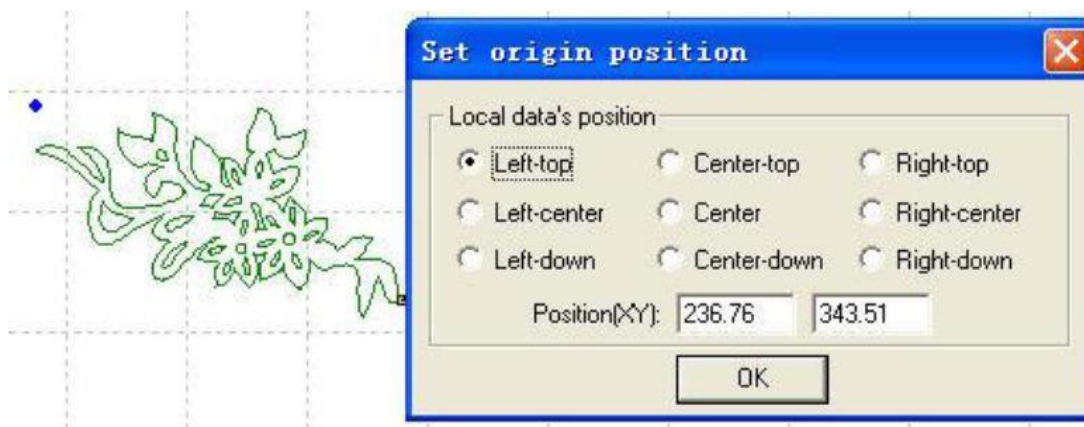 Set origin position
Local data's position
Left-top Center-top Right-top
Left-center Center Right-center
Left-down Center-down Right-down
Position(XY): 236.76 343.51
OK